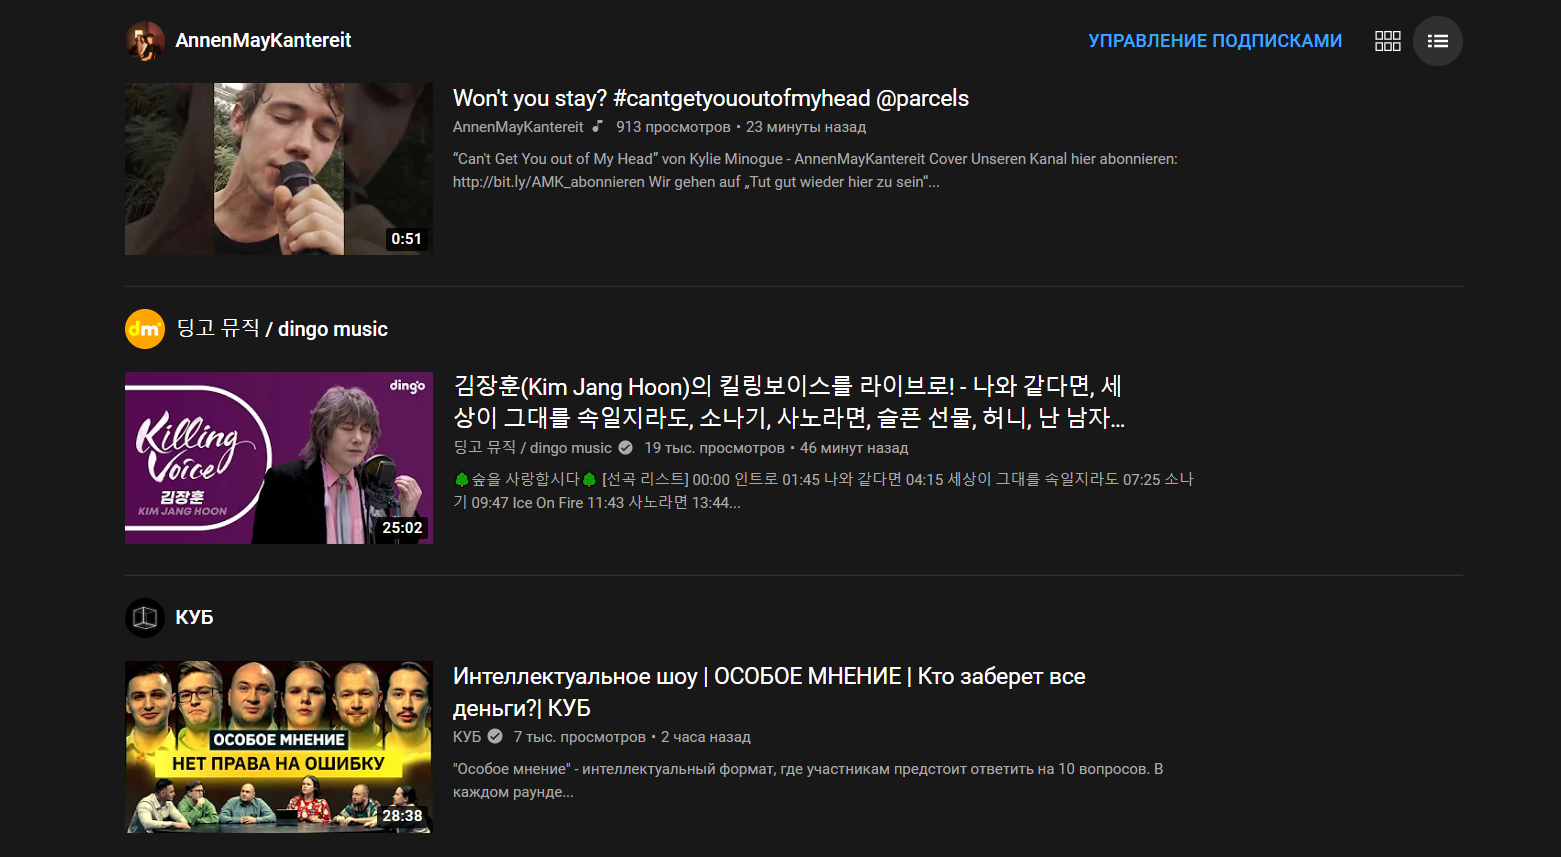 AnnenMayKantereit
УПРАВЛЕНИЕ ПОДПИСКАМИ
0:51
Won't you stay? #cantgetyououtofmyhead @parcels
AnnenMayKantereit 913 просмотров • 23 минуты назад
“Can't Get You out of My Head” von Kylie Minogue - AnnenMayKantereit Cover Unseren Kanal hier abonnieren:
http://bit.ly/AMK_abonnieren Wir gehen auf „Tut gut wieder hier zu sein“...
dm
딩고 뮤직 / dingo music
dingo
Killing
Voice
김장훈
KIM JANG HOON
25:02
김장훈(Kim Jang Hoon)의 킬링보이스를 라이브로! - 나와 같다면, 세
상이 그대를 속일지라도, 소나기, 사노라면, 슬픈 선물, 허니, 난 남자...
딩고 뮤직 / dingo music 19 тыс. просмотров • 46 минут назад
🌳숲을 사랑합시다🌳 [선곡 리스트] 00:00 인트로 01:45 나와 같다면 04:15 세상이 그대를 속일지라도 07:25 소나
기 09:47 Ice On Fire 11:43 사노라면 13:44...
КУБ
ОСОБОЕ МНЕНИЕ
НЕТ ПРАВА НА ОШИБКУ
28:38
Интеллектуальное шоу | ОСОБОЕ МНЕНИЕ | Кто заберет все
деньги?| КУБ
КУБ 7 тыс. просмотров • 2 часа назад
"Особое мнение" - интеллектуальный формат, где участникам предстоит ответить на 10 вопросов. В
каждом раунде...